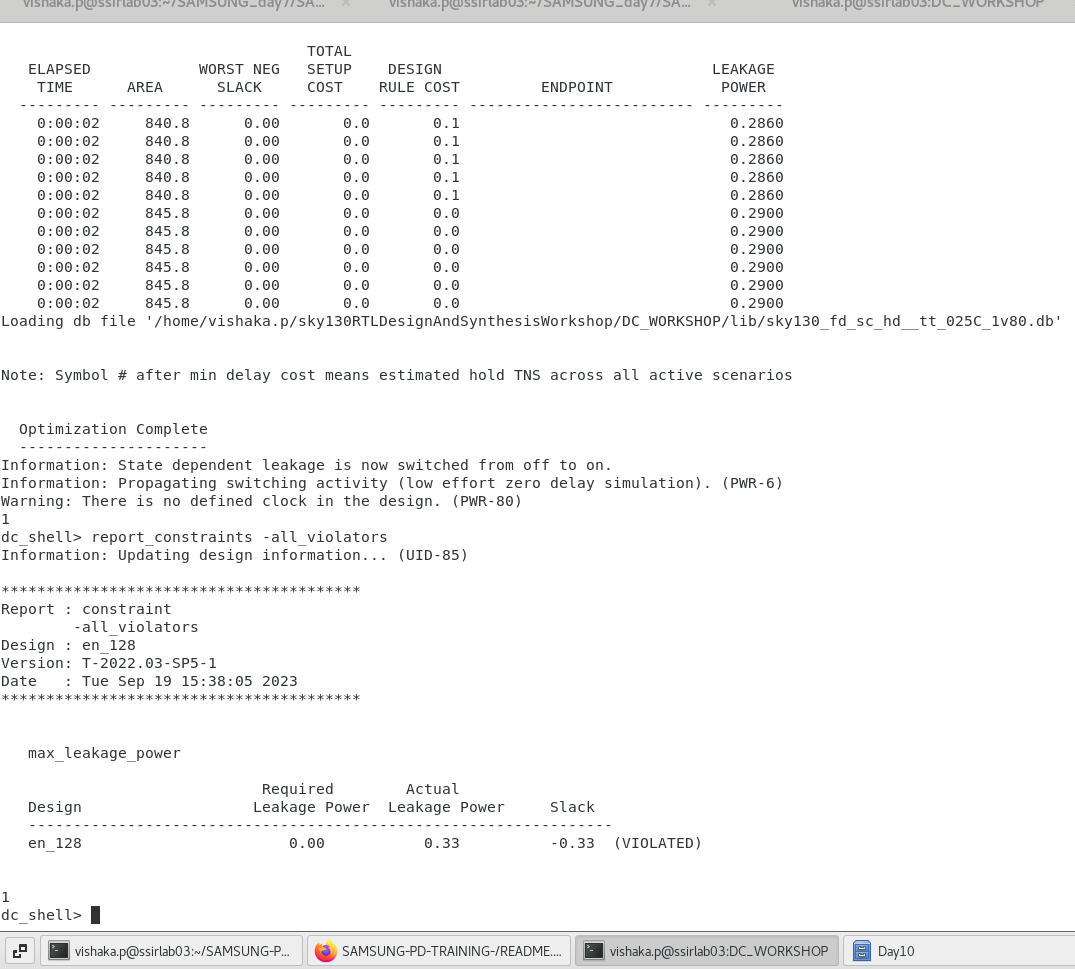 vishaka.p@ssirlab03:~/SAMSUNG_day7/SA... × vishaka.p@ssirlab03:~/SAMSUNG_day7/SA... × vishaka.p@ssirlab03:DC_WORKSHOP
                                  TOTAL
   ELAPSED            WORST NEG   SETUP    DESIGN                              LEAKAGE
    TIME      AREA      SLACK     COST    RULE COST         ENDPOINT            POWER
  --------- --------- --------- --------- --------- ------------------------- ---------
    0:00:02     840.8      0.00       0.0       0.1                              0.2860
    0:00:02     840.8      0.00       0.0       0.1                              0.2860
    0:00:02     840.8      0.00       0.0       0.1                              0.2860
    0:00:02     840.8      0.00       0.0       0.1                              0.2860
    0:00:02     840.8      0.00       0.0       0.1                              0.2860
    0:00:02     845.8      0.00       0.0       0.0                              0.2900
    0:00:02     845.8      0.00       0.0       0.0                              0.2900
    0:00:02     845.8      0.00       0.0       0.0                              0.2900
    0:00:02     845.8      0.00       0.0       0.0                              0.2900
    0:00:02     845.8      0.00       0.0       0.0                              0.2900
    0:00:02     845.8      0.00       0.0       0.0                              0.2900
Loading db file '/home/vishaka.p/sky130RTLDesignAndSynthesisWorkshop/DC_WORKSHOP/lib/sky130_fd_sc_hd__tt_025C_1v80.db'
Note: Symbol # after min delay cost means estimated hold TNS across all active scenarios
  Optimization Complete
  ---------------------
Information: State dependent leakage is now switched from off to on.
Information: Propagating switching activity (low effort zero delay simulation). (PWR-6)
Warning: There is no defined clock in the design. (PWR-80)
1
dc_shell> report_constraints -all_violators
Information: Updating design information... (UID-85)
****************************************
Report : constraint
        -all_violators
Design : en_128
Version: T-2022.03-SP5-1
Date   : Tue Sep 19 15:38:05 2023
****************************************
   max_leakage_power
                             Required        Actual
   Design                   Leakage Power  Leakage Power     Slack
   -----------------------------------------------------------------
   en_128                       0.00           0.33          -0.33  (VIOLATED)
1
dc_shell>
vishaka.p@ssirlab03:~/SAMSUNG-P... SAMSUNG-PD-TRAINING-/README.... vishaka.p@ssirlab03:DC_WORKSHOP Day10